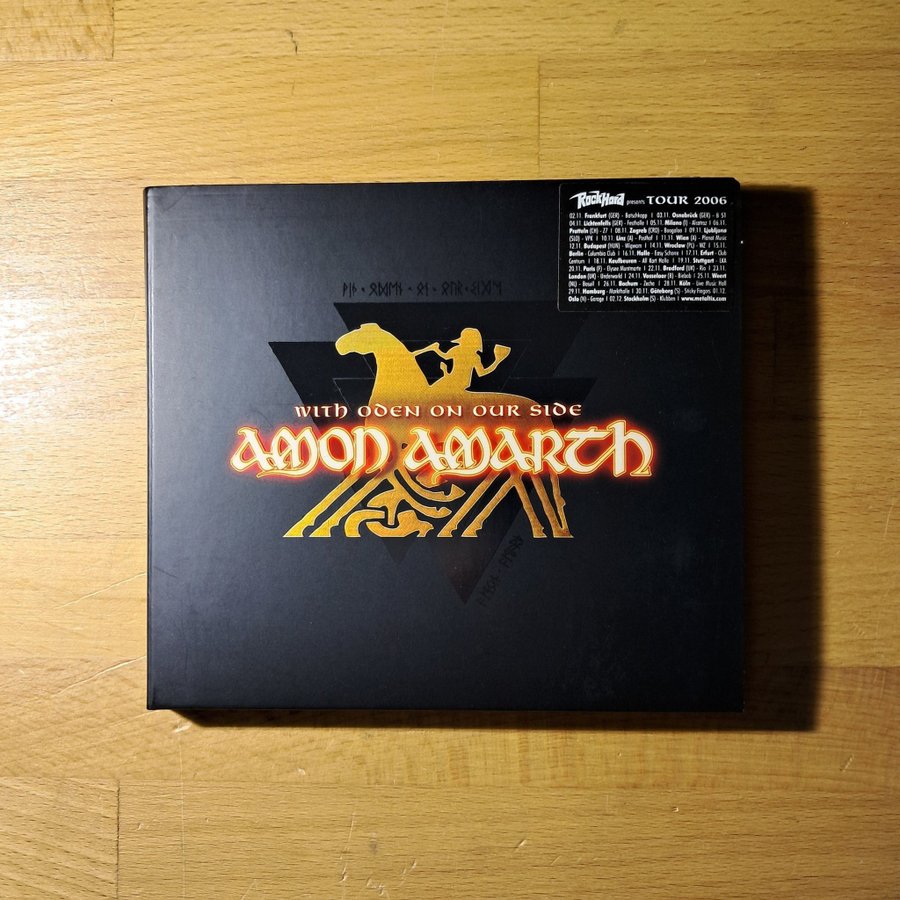 RockHard presents TOUR 2006
02.11. Frankfurt (GER) - Batschkapp I 03.11. Osnabrück (GER) - B 51
04.11. Lichtenfells (GER) - Festhalle I 05.11. Milano (I) - Alcatraz I 06.11.
Pratteln (CH) - Z7 I 08.11. Zagreb (CRO) - Boogaloo I 09.11. Ljubljana
(SLO) - VPK I 10.11. Linz (A) - Posthof I 11.11. Wien (A) - Planet Music
12.11. Budapest (HUN) - Wigwam I 14.11. Wroclaw (PL) - WZ I 15.11.
Berlin - Columbia Club I 16.11. Halle - Easy Schorre I 17.11. Erfurt - Club
Centrum I 18.11. Kaufbeuren - All Kart Halle I 19.11. Stuttgart - LKA
20.11. Paris (F) - Elysee Montmarte I 22.11. Bradford (UK) - Rio I 23.11.
London (UK) - Underworld I 24.11. Vosselaar (B) - Biebob I 25.11. Weert
(NL) - Bosuil I 26.11. Bochum - Zeche I 28.11. Köln - Live Music Hall
29.11. Hamburg - Markthalle I 30.11. Göteborg (S) - Sticky Fingers 01.12.
Oslo (N) - Garage I 02.12. Stockholm (S) - Klubben I www.metaltix.com
WITH ODEN ON OUR SIDE
AMON AMARTH